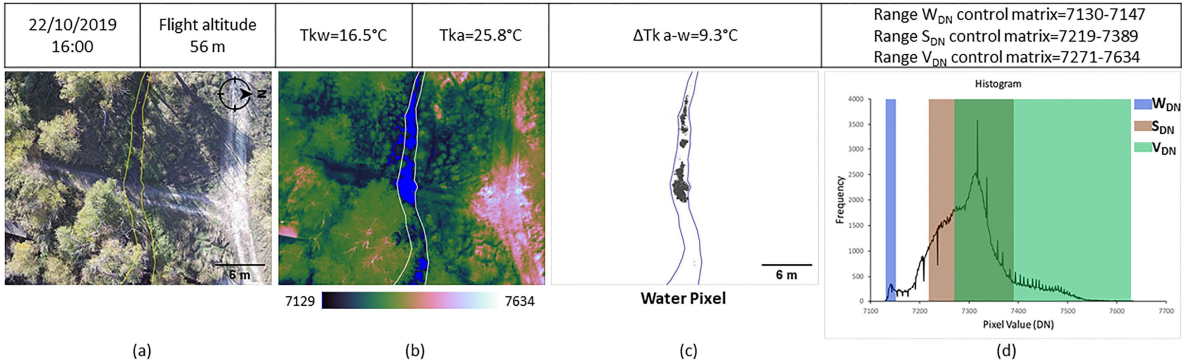 22/10/2019
16:00
Flight altitude
56 m
Tkw=16.5°C
Tka=25.8°C
ΔTk a-w=9.3°C
Range WDN control matrix=7130-7147
Range SDN control matrix=7219-7389
Range VDN control matrix=7271-7634
N
6 m
7129
7634
6 m
Water Pixel
Histogram
Frequency
4000
3500
3000
2500
2000
1500
1000
500
0
7100
7200
7300
7400
7500
7600
7700
Pixel Value (DN)
WDN
SDN
VDN
(a)
(b)
(c)
(d)